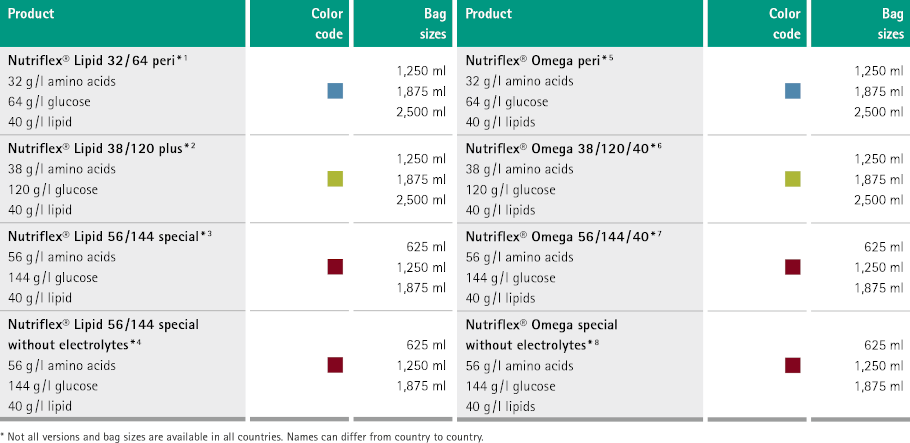 Product Color code Bag sizes
Nutriflex® Lipid 32/64 peri*1
32 g/l amino acids
64 g/l glucose
40 g/l lipid
1,250 ml
1,875 ml
2,500 ml
Nutriflex® Lipid 38/120 plus*2
38 g/l amino acids
120 g/l glucose
40 g/l lipid
1,250 ml
1,875 ml
2,500 ml
Nutriflex® Lipid 56/144 special*3
56 g/l amino acids
144 g/l glucose
40 g/l lipid
625 ml
1,250 ml
1,875 ml
Nutriflex® Lipid 56/144 special
without electrolytes*4
56 g/l amino acids
144 g/l glucose
40 g/l lipid
625 ml
1,250 ml
1,875 ml
Product Color code Bag sizes
Nutriflex® Omega peri*5
32 g/l amino acids
64 g/l glucose
40 g/l lipids
1,250 ml
1,875 ml
2,500 ml
Nutriflex® Omega 38/120/40*6
38 g/l amino acids
120 g/l glucose
40 g/l lipids
1,250 ml
1,875 ml
2,500 ml
Nutriflex® Omega 56/144/40*7
56 g/l amino acids
144 g/l glucose
40 g/l lipids
625 ml
1,250 ml
1,875 ml
Nutriflex® Omega special
without electrolytes*8
56 g/l amino acids
144 g/l glucose
40 g/l lipids
625 ml
1,250 ml
1,875 ml
* Not all versions and bag sizes are available in all countries. Names can differ from country to country.